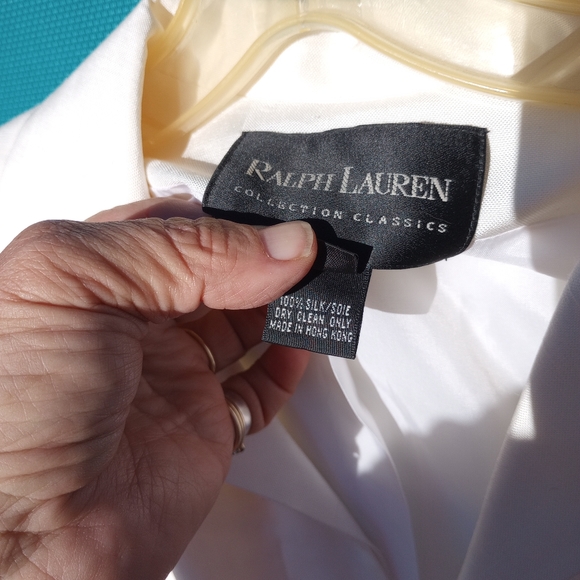 RALPH LAUREN
COLLECTION CLASSICS
100% SILK/SOIE
DRY CLEAN ONLY
MADE IN HONG KONG